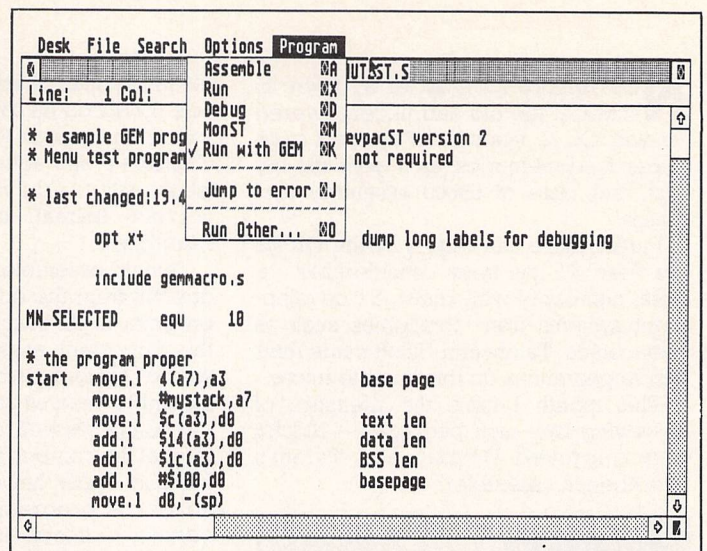 Desk File Search Options Program
UTST.S
Line: 1 Col:
Assemble A
Run X
Debug D
MonST M
✓ Run with GEM K
Jump to error J
Run Other... O
* a sample GEM prog evpacST version 2
* Menu test program not required
* last changed:19.4
opt x+ dump long labels for debugging
include gemmacro.s
MN_SELECTED equ 10
* the program proper
start move.l 4(a7),a3 base page
move.l #mystack,a7
move.l $c(a3),d0 text len
add.l $14(a3),d0 data len
add.l $1c(a3),d0 BSS len
add.l #$100,d0 basepage
move.l d0,-(sp)